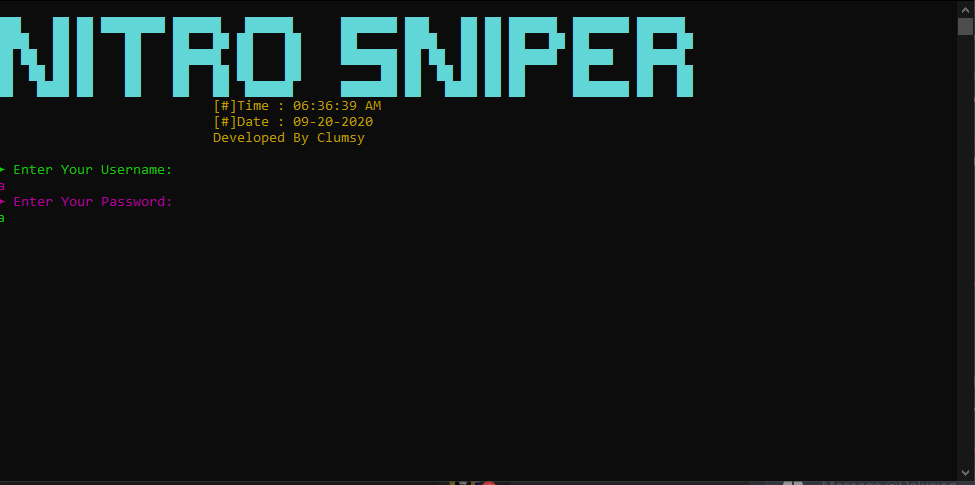 NITRO SNIPER
[#]Time : 06:36:39 AM
[#]Date : 09-20-2020
Developed By Clumsy
Enter Your Username:
a
Enter Your Password:
a